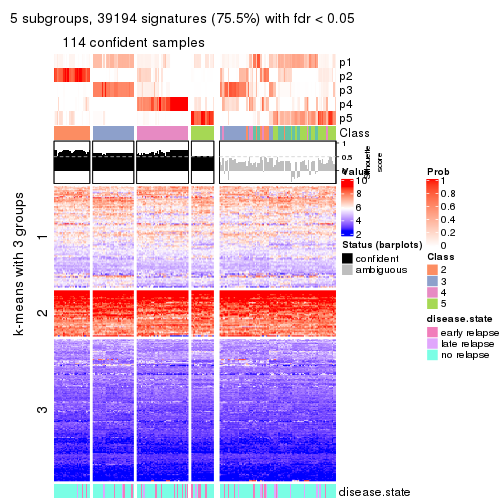 5 subgroups, 39194 signatures (75.5%) with fdr < 0.05
114 confident samples
p1
p2
p3
p4
p5
Class
1
0.5
0
silhouette
score
k-means with 3 groups
1
2
3
disease.state
Value
10
8
6
4
2
Status (barplots)
confident
ambiguous
Prob
1
0.8
0.6
0.4
0.2
0
Class
2
3
4
5
disease.state
early relapse
late relapse
no relapse